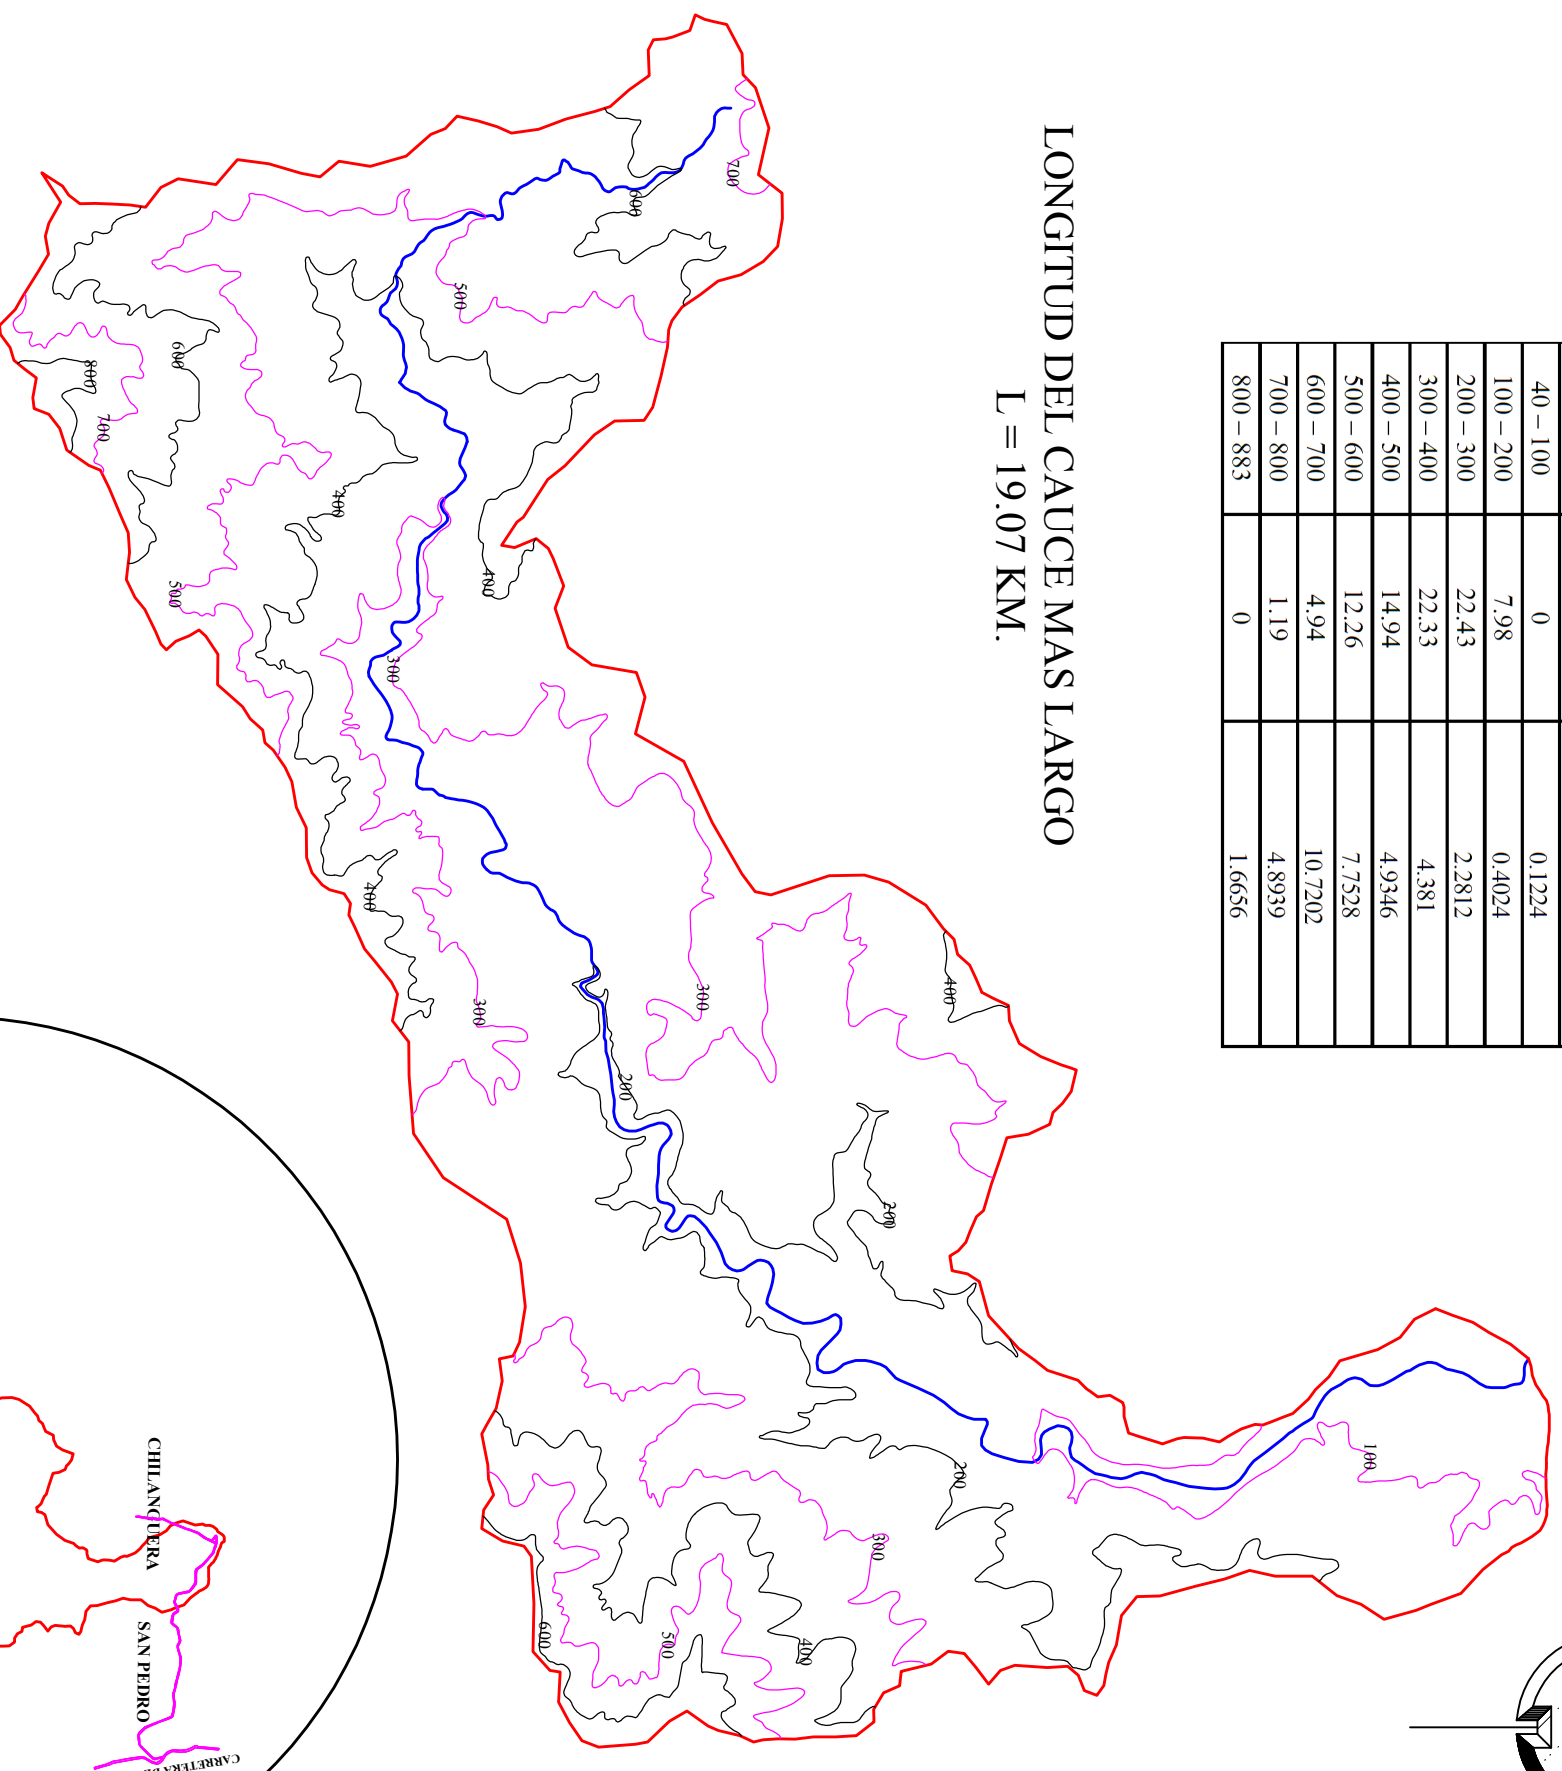 40 – 100 0 0.1224
100 – 200 7.98 0.4024
200 – 300 22.43 2.2812
300 – 400 22.33 4.381
400 – 500 14.94 4.9346
500 – 600 12.26 7.7528
600 – 700 4.94 10.7202
700 – 800 1.19 4.8939
800 – 883 0 1.6656
LONGITUD DEL CAUCE MAS LARGO
L = 19.07 KM.
100
200
400
200
300
400
700
300
500
600
200
600
400
300
500
300
400
400
600
500
700
800
CHILANGUERA
SAN PEDRO
CARRETERA